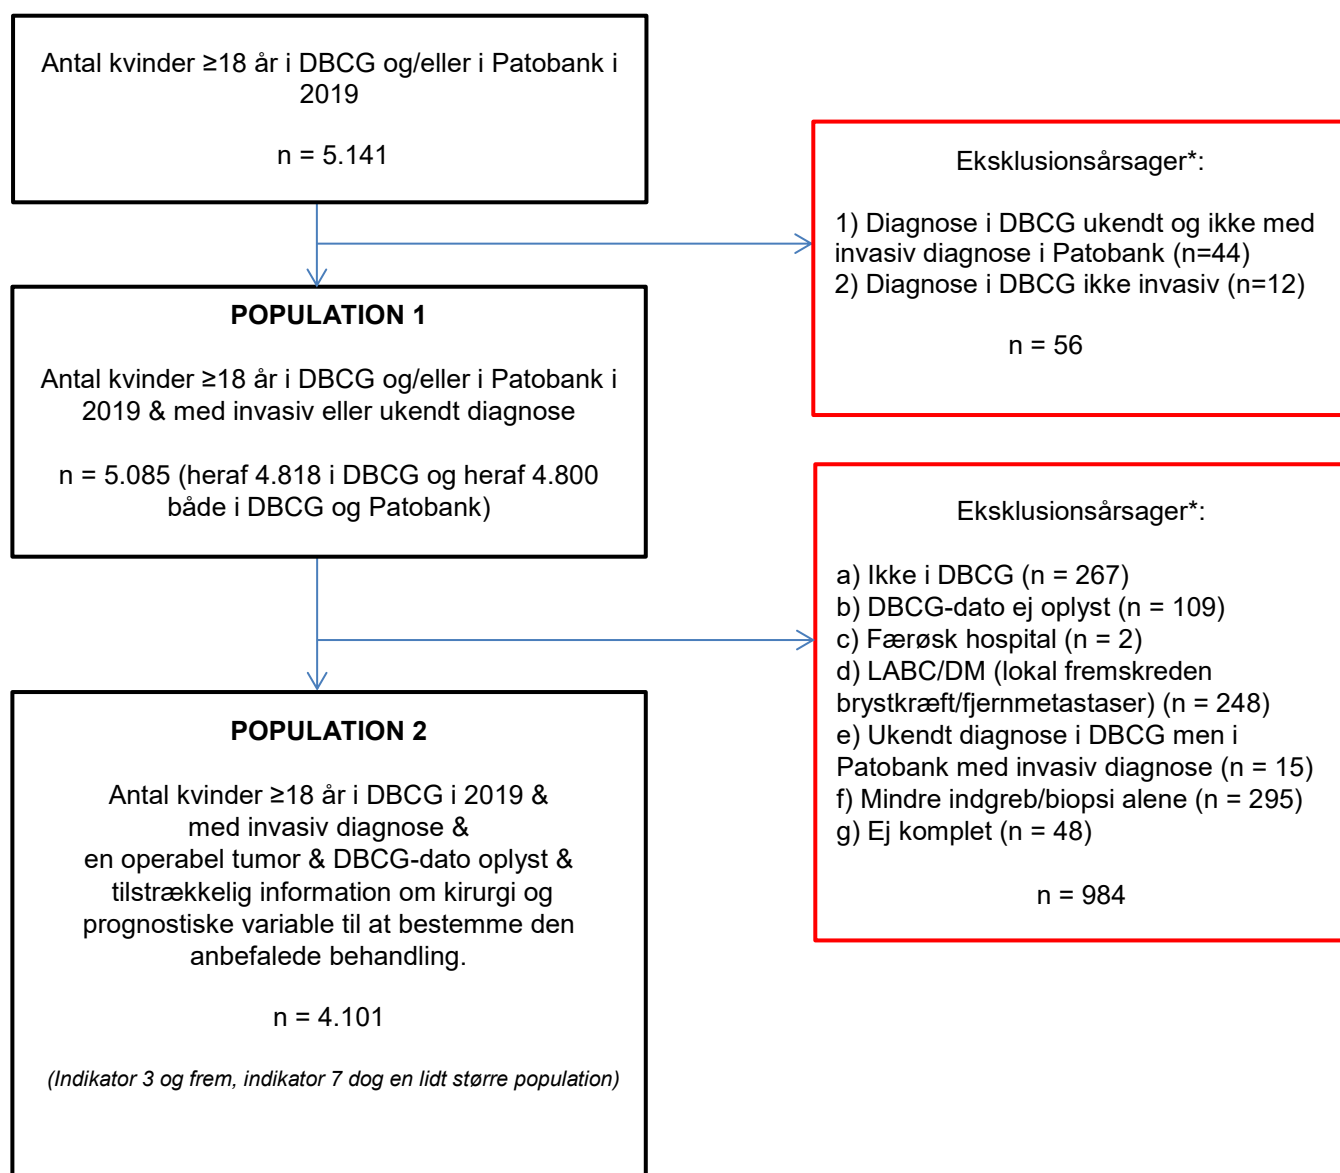 Antal kvinder ≥18 år i DBCG og/eller i Patobank i
2019
n = 5.141
Eksklusionsårsager*:
1) Diagnose i DBCG ukendt og ikke med
invasiv diagnose i Patobank (n=44)
2) Diagnose i DBCG ikke invasiv (n=12)
n = 56
POPULATION 1
Antal kvinder ≥18 år i DBCG og/eller i Patobank i
2019 & med invasiv eller ukendt diagnose
n = 5.085 (heraf 4.818 i DBCG og heraf 4.800
både i DBCG og Patobank)
Eksklusionsårsager*:
a) Ikke i DBCG (n = 267)
b) DBCG-dato ej oplyst (n = 109)
c) Færøsk hospital (n = 2)
d) LABC/DM (lokal fremskreden
brystkræft/fjernmetastaser) (n = 248)
e) Ukendt diagnose i DBCG men i
Patobank med invasiv diagnose (n = 15)
f) Mindre indgreb/biopsi alene (n = 295)
g) Ej komplet (n = 48)
n = 984
POPULATION 2
Antal kvinder ≥18 år i DBCG i 2019 &
med invasiv diagnose &
en operabel tumor & DBCG-dato oplyst &
tilstrækkelig information om kirurgi og
prognostiske variable til at bestemme den
anbefalede behandling.
n = 4.101
(Indikator 3 og frem, indikator 7 dog en lidt større population)